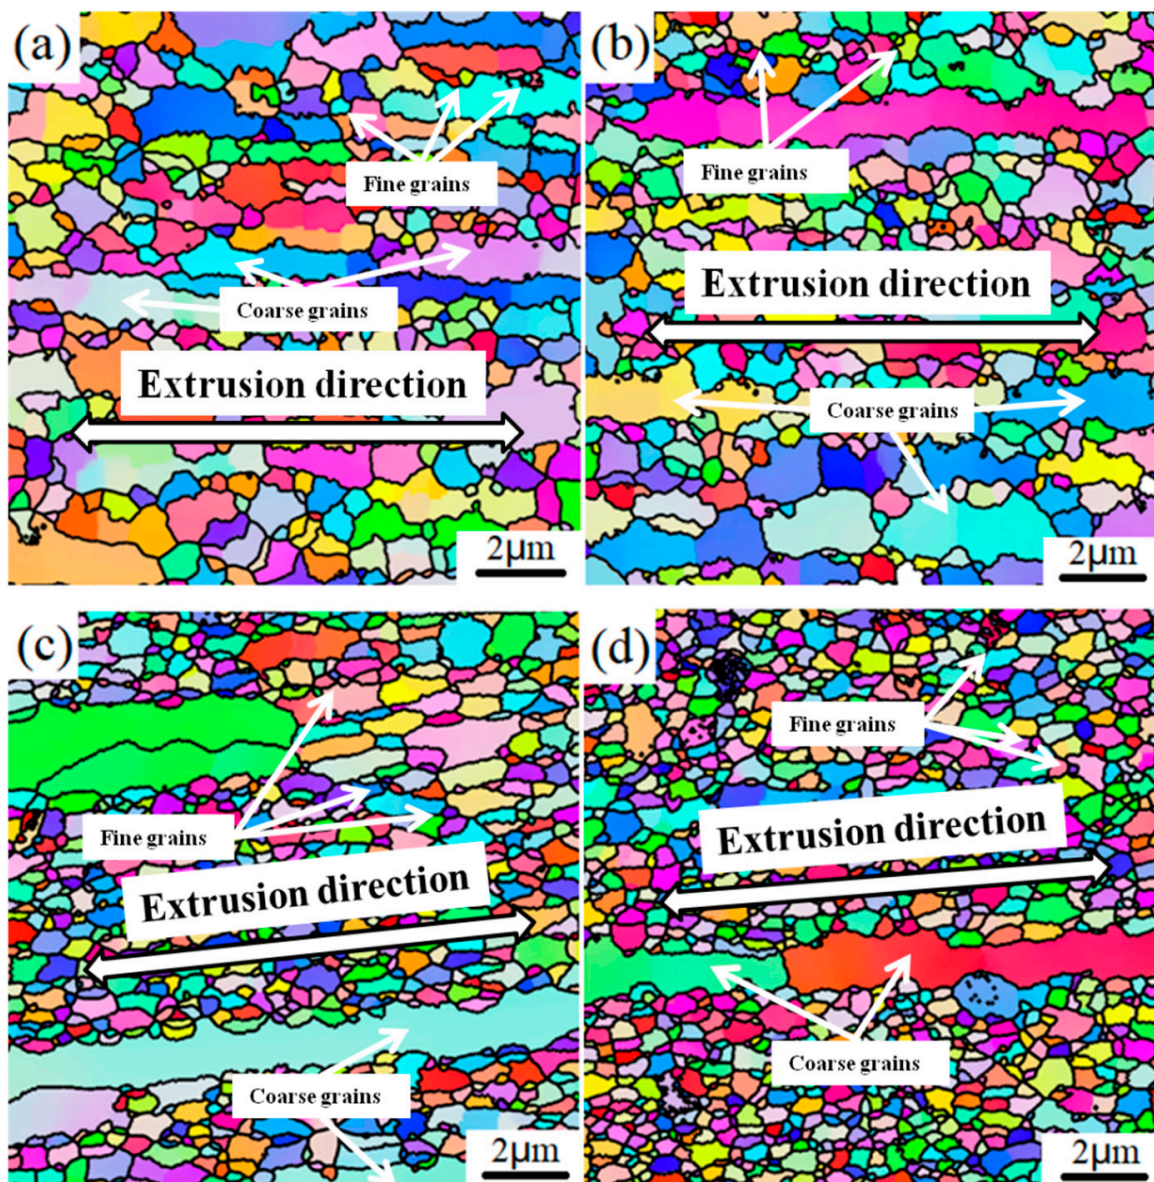 (a)
Fine grains
Coarse grains
Extrusion direction
2μm
(b)
Fine grains
Extrusion direction
Coarse grains
2μm
(c)
Fine grains
Extrusion direction
Coarse grains
2μm
(d)
Fine grains
Extrusion direction
Coarse grains
2μm